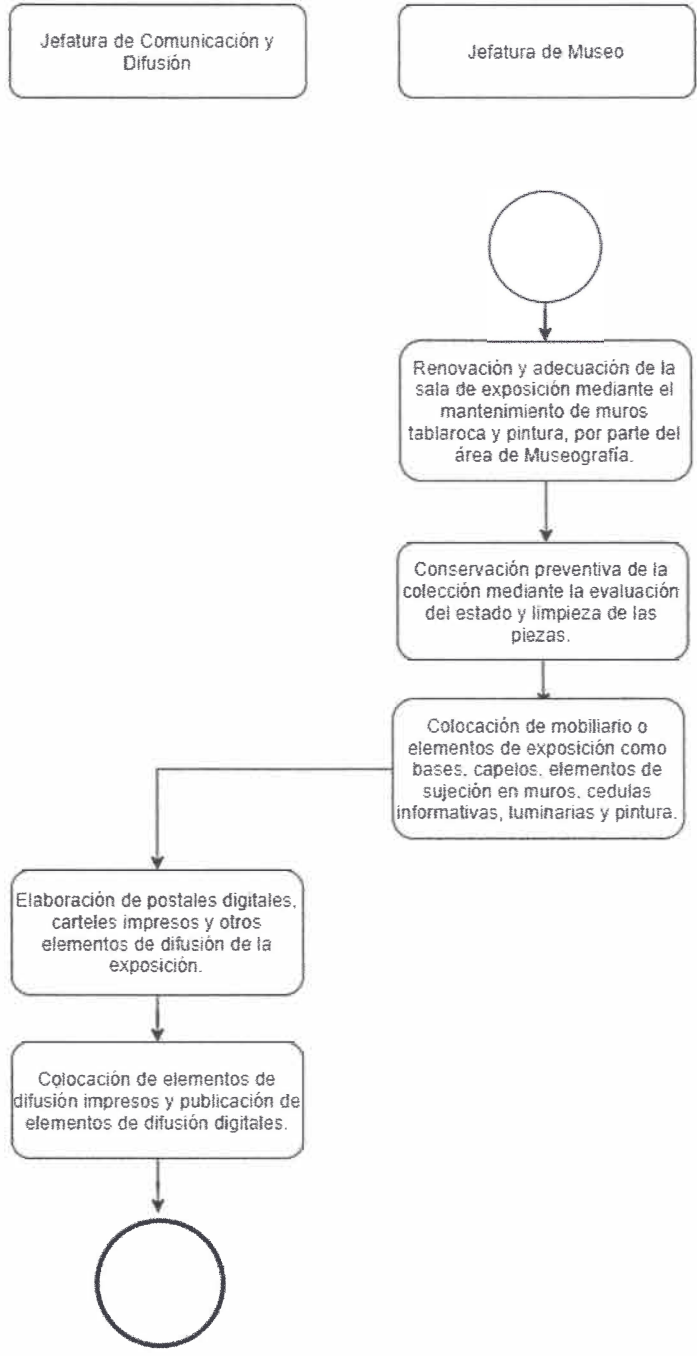 Jefatura de Comunicación y
Difusión
Jefatura de Museo
Renovación y adecuación de la
sala de exposición mediante el
mantenimiento de muros
tablaroca y pintura, por parte del
área de Museografía.
Conservación preventiva de la
colección mediante la evaluación
del estado y limpieza de las
piezas.
Colocación de mobiliario o
elementos de exposición como
bases, capelos, elementos de
sujeción en muros, cedulas
informativas, luminarias y pintura.
Elaboración de postales digitales,
carteles impresos y otros
elementos de difusión de la
exposición.
Colocación de elementos de
difusión impresos y publicación de
elementos de difusión digitales.